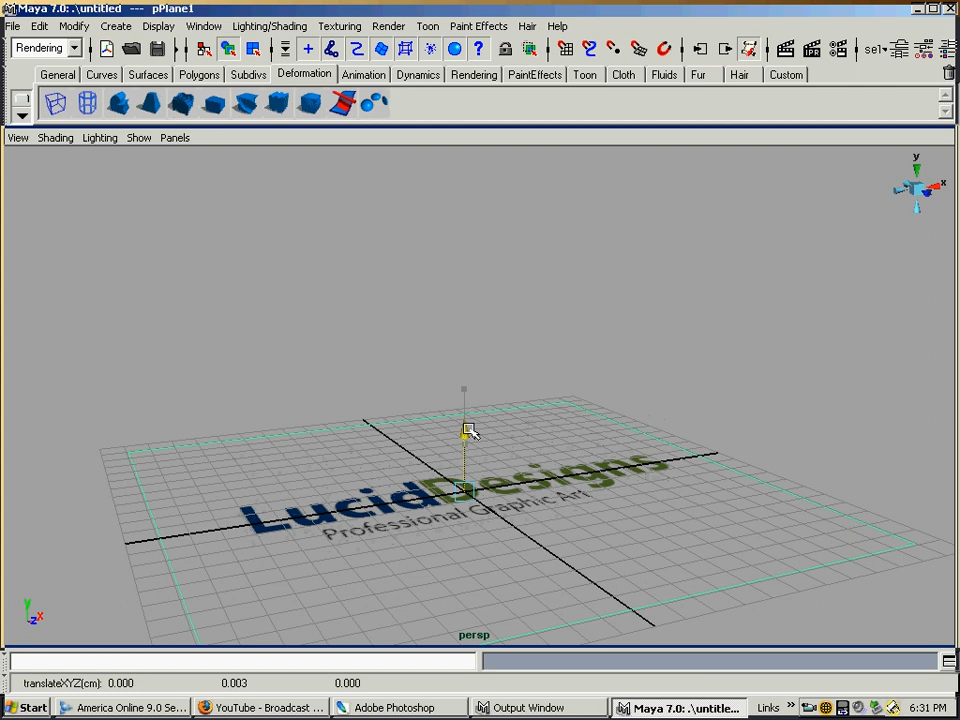 Maya 7.0: .\untitled --- pPlane1
File Edit Modify Create Display Window Lighting/Shading Texturing Render Toon Paint Effects Hair Help
Rendering sel
General Curves Surfaces Polygons Subdivs Deformation Animation Dynamics Rendering PaintEffects Toon Cloth Fluids Fur Hair Custom
View Shading Lighting Show Panels
y
x
LucidDesigns
Professional Graphic Art
y
z x
persp
translateXYZ(cm): 0.000 0.003 0.000
Start America Online 9.0 Se... YouTube - Broadcast ... Adobe Photoshop Output Window Maya 7.0: .\untitle... Links » 6:31 PM